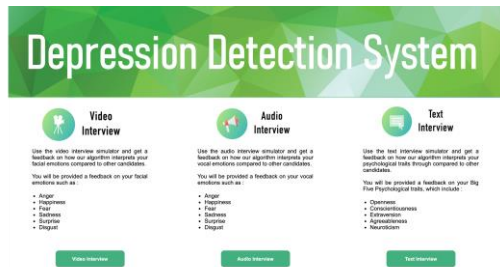 Depression Detection System
Video
Interview
Use the video interview simulator and get a
feedback on how our algorithm interprets your
facial emotions compared to other candidates.
You will be provided a feedback on your facial
emotions such as :
Anger
Happiness
Fear
Sadness
Surprise
Disgust
Video Interview
Audio
Interview
Use the audio interview simulator and get a
feedback on how our algorithm interprets your
vocal emotions compared to other candidates.
You will be provided a feedback on your vocal
emotions such as :
Anger
Happiness
Fear
Sadness
Surprise
Disgust
Audio Interview
Text
Interview
Use the text interview simulator and get a
feedback on how our algorithm interprets your
psychological traits through compared to other
candidates.
You will be provided a feedback on your Big
Five Psychological traits, which include :
Openness
Conscientiousness
Extraversion
Agreeableness
Neuroticism
Text Interview